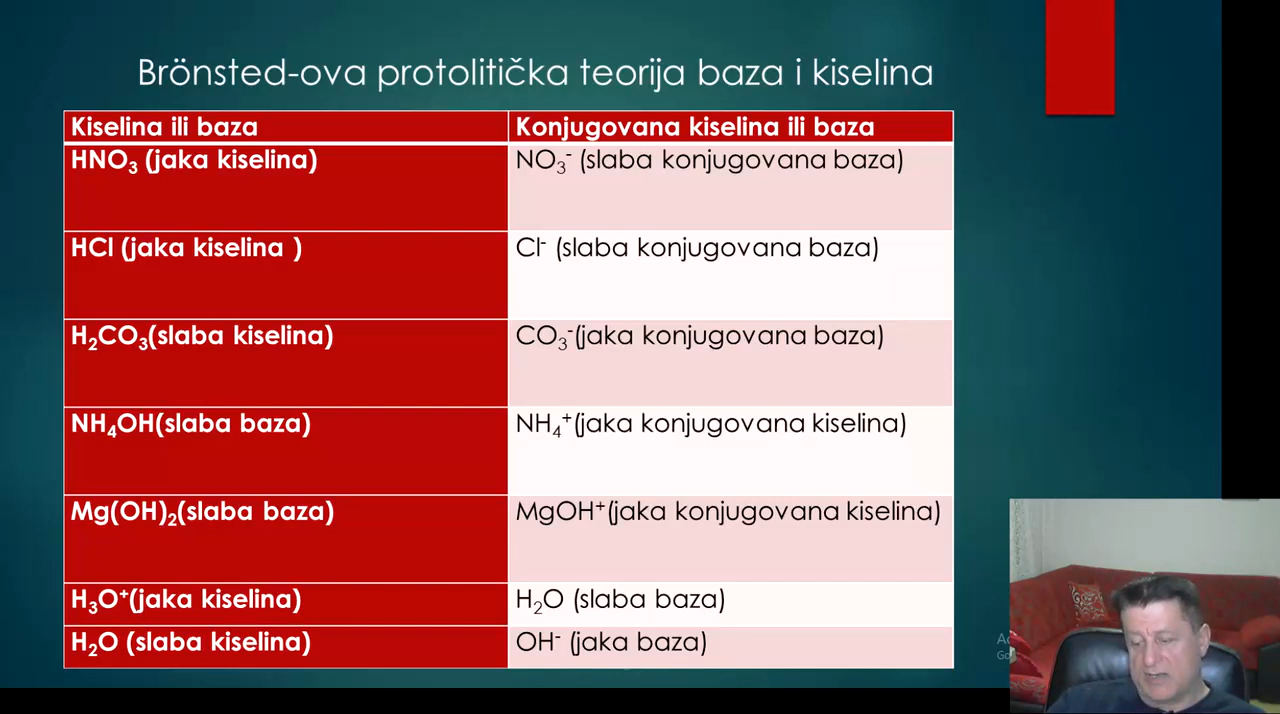 Brönsted-ova protolitička teorija baza i kiselina
Kiselina ili baza
Konjugovana kiselina ili baza
HNO₃ (jaka kiselina)
NO₃⁻ (slaba konjugovana baza)
HCl (jaka kiselina )
Cl⁻ (slaba konjugovana baza)
H₂CO₃(slaba kiselina)
CO₃⁻(jaka konjugovana baza)
NH₄OH(slaba baza)
NH₄⁺(jaka konjugovana kiselina)
Mg(OH)₂(slaba baza)
MgOH⁺(jaka konjugovana kiselina)
H₃O⁺(jaka kiselina)
H₂O (slaba baza)
H₂O (slaba kiselina)
OH⁻ (jaka baza)